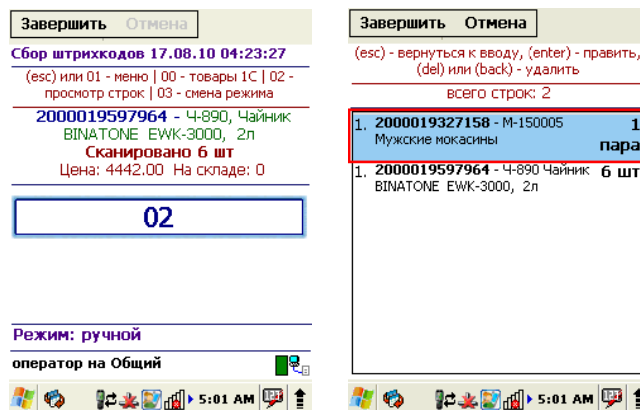 Завершить Отмена
Сбор штрихкодов 17.08.10 04:23:27
(esc) или 01 - меню | 00 - товары 1С | 02 -
просмотр строк | 03 - смена режима
2000019597964 - Ч-890, Чайник
BINATONE EWK-3000, 2л
Сканировано 6 шт
Цена: 4442.00 На складе: 0
02
Режим: ручной
оператор на Общий
5:01 AM
Завершить Отмена
(esc) - вернуться к вводу, (enter) - править,
(del) или (back) - удалить
всего строк: 2
1. 2000019327158 - М-150005 1
Мужские мокасины пара
1. 2000019597964 - Ч-890 Чайник 6 шт
BINATONE EWK-3000, 2л
5:01 AM